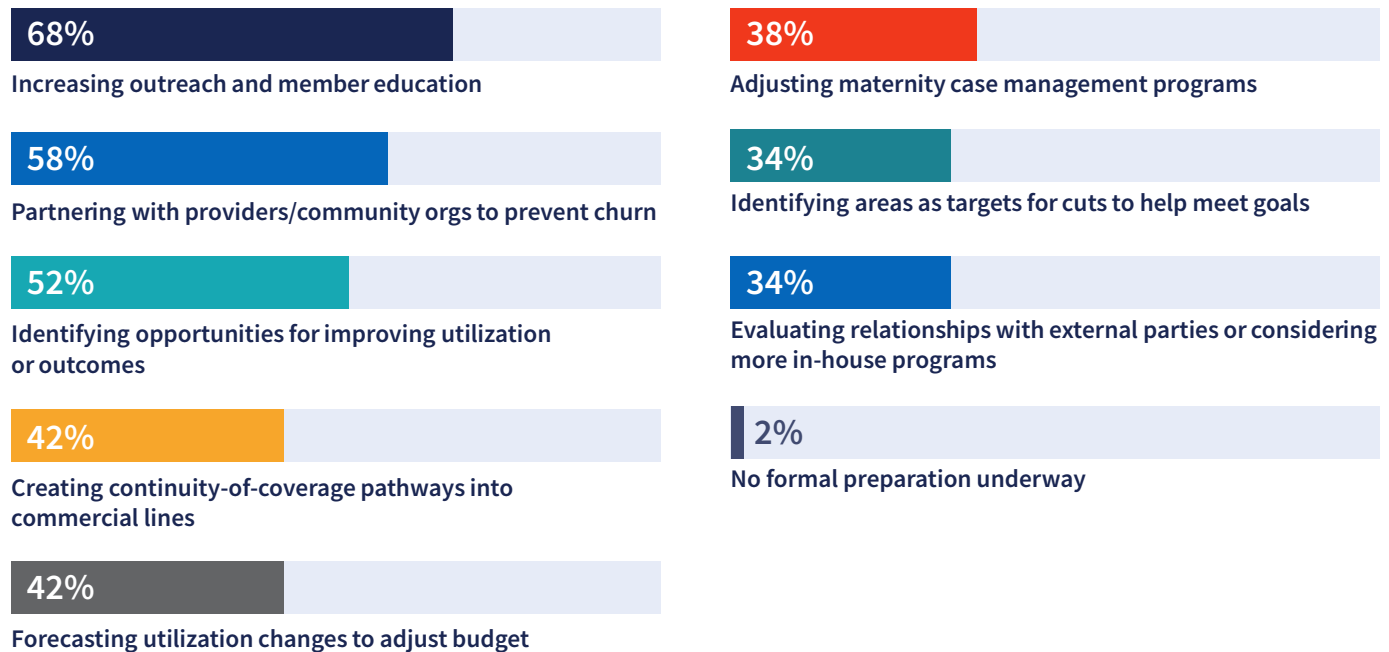 68%
Increasing outreach and member education
58%
Partnering with providers/community orgs to prevent churn
52%
Identifying opportunities for improving utilization
or outcomes
42%
Creating continuity-of-coverage pathways into
commercial lines
42%
Forecasting utilization changes to adjust budget
38%
Adjusting maternity case management programs
34%
Identifying areas as targets for cuts to help meet goals
34%
Evaluating relationships with external parties or considering
more in-house programs
2%
No formal preparation underway